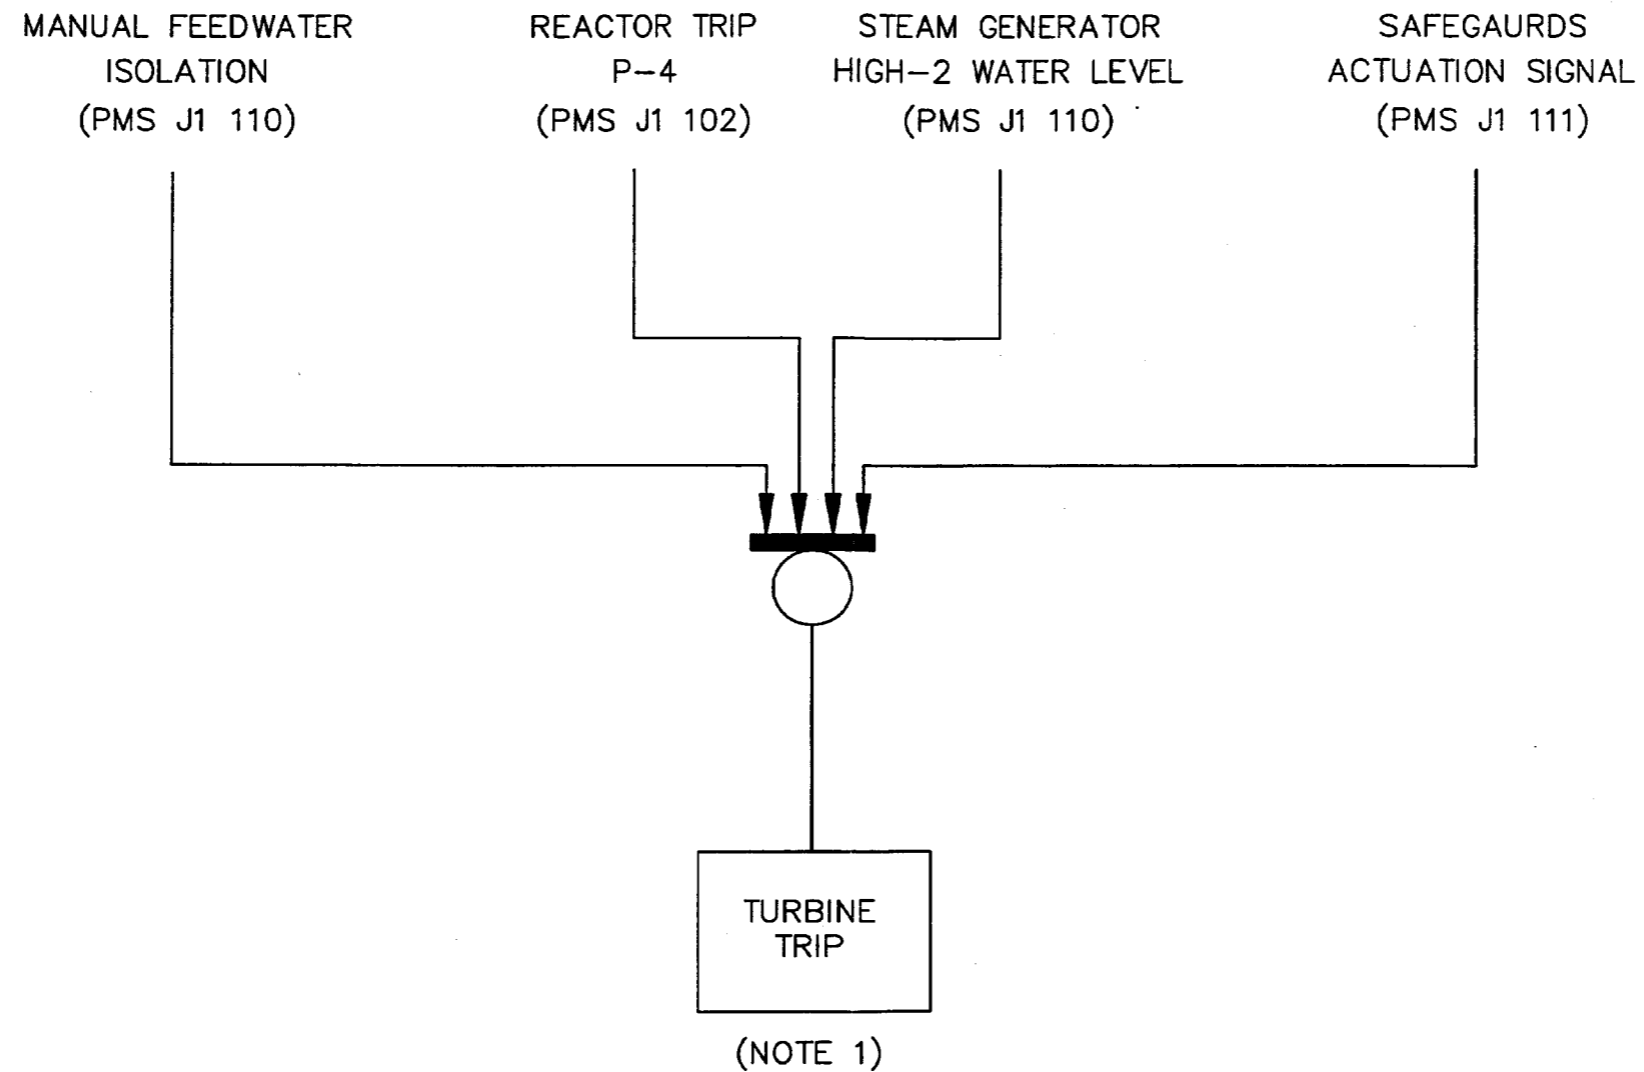 MANUAL FEEDWATER
ISOLATION
(PMS J1 110)
REACTOR TRIP
P-4
(PMS J1 102)
STEAM GENERATOR
HIGH-2 WATER LEVEL
(PMS J1 110)
SAFEGAURDS
ACTUATION SIGNAL
(PMS J1 111)
TURBINE
TRIP
(NOTE 1)